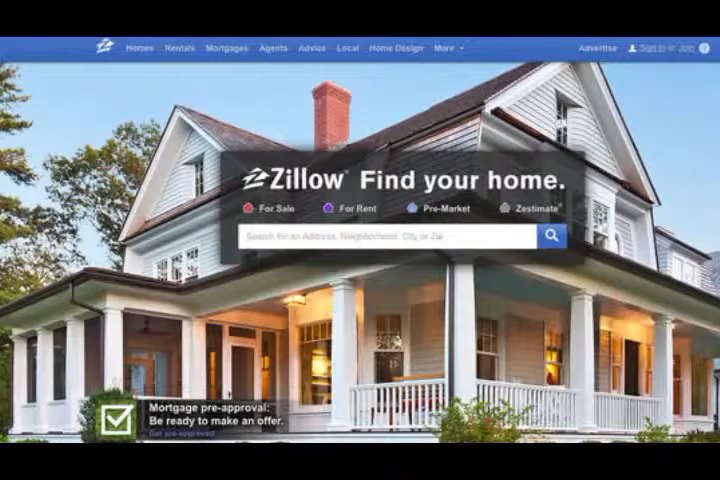 Homes Rentals Mortgages Agents Advice Local Home Design More Advertise Sign In or Join ?
Zillow® Find your home.
For Sale For Rent Pre-Market Zestimate®
Search for an Address, Neighborhood, City or Zip
Mortgage pre-approval:
Be ready to make an offer.
Get pre-approved